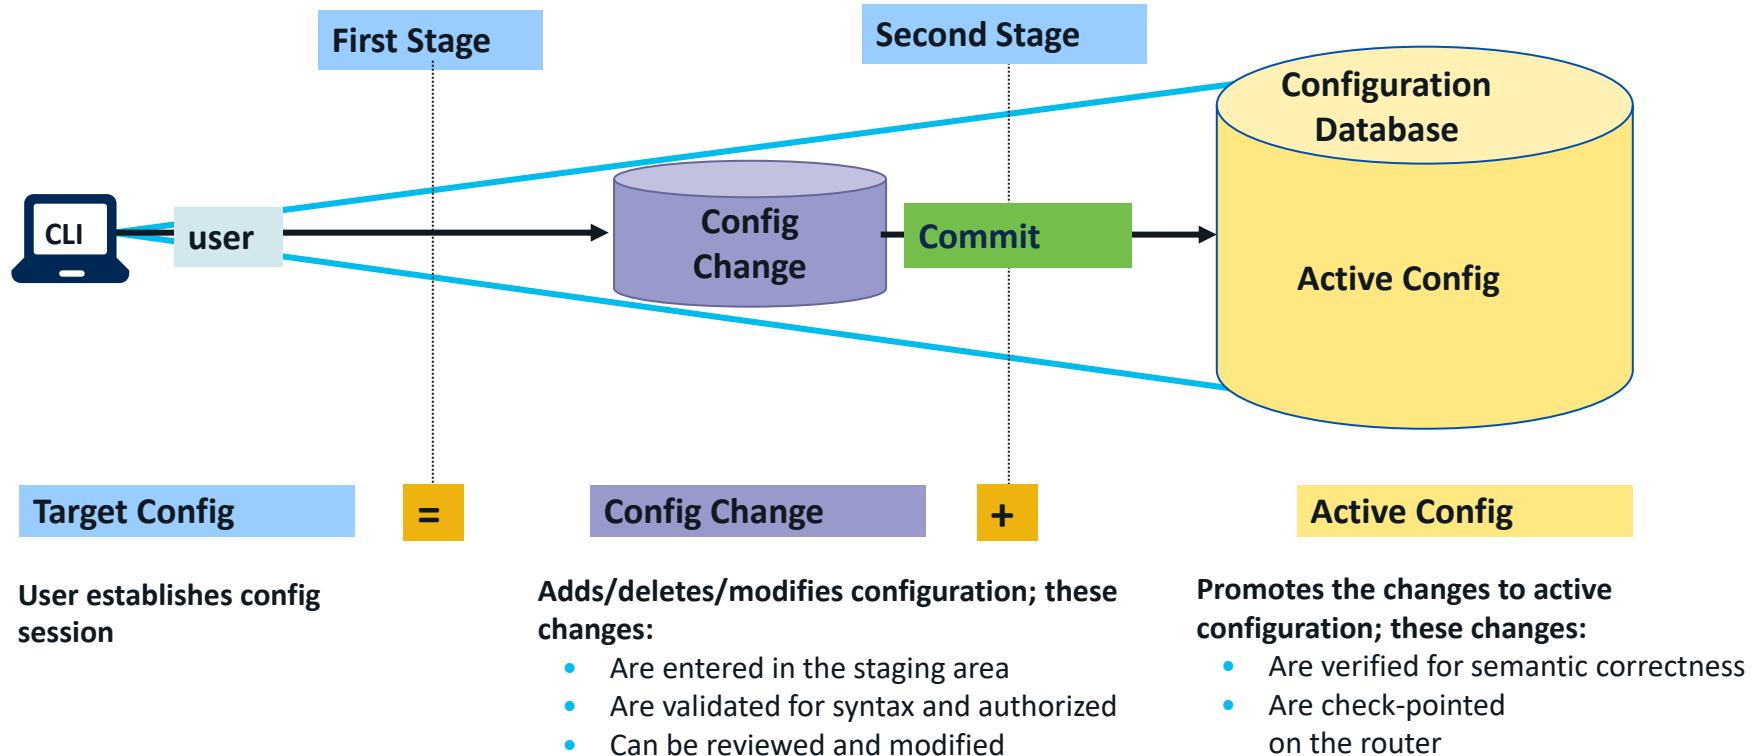 First Stage
Second Stage
Configuration
Database
CLI
user
Config
Change
Commit
Active Config
Target Config
=
Config Change
+
Active Config
User establishes config
session
Adds/deletes/modifies configuration; these
changes:
• Are entered in the staging area
• Are validated for syntax and authorized
• Can be reviewed and modified
Promotes the changes to active
configuration; these changes:
• Are verified for semantic correctness
• Are check-pointed
on the router